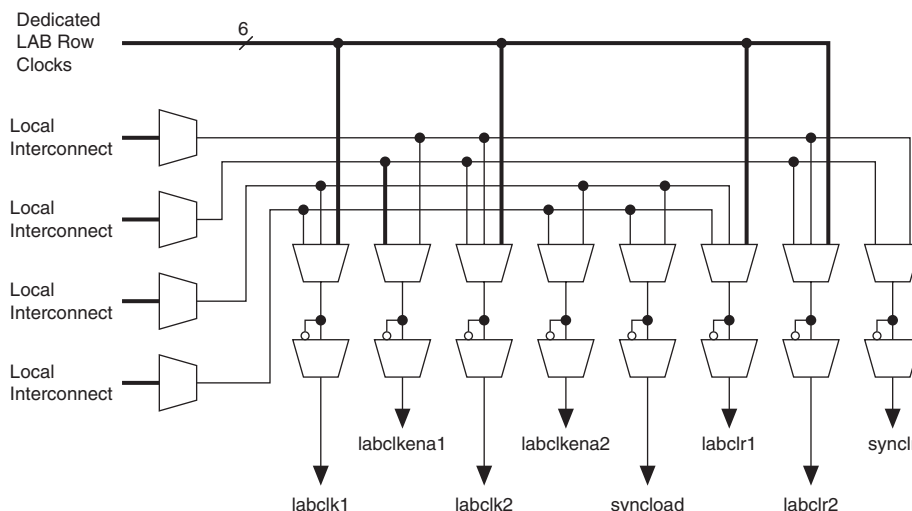 Dedicated
LAB Row
Clocks
6
Local
Interconnect
Local
Interconnect
Local
Interconnect
Local
Interconnect
labclkena1
labclkena2
labclr1
labclk1
labclk2
syncload
labclr2